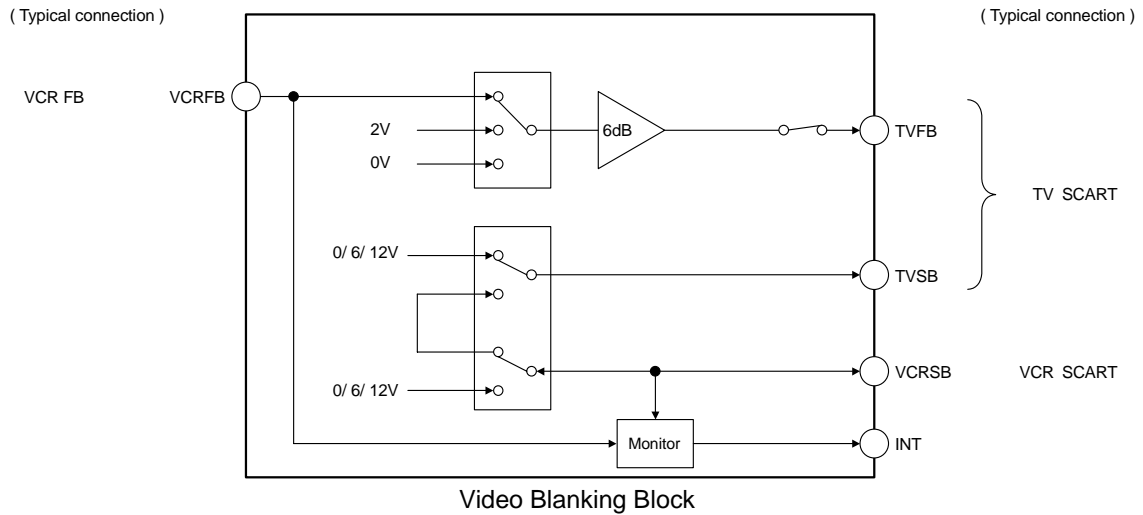 ( Typical connection )
( Typical connection )
VCR FB
VCRFB
2V
0V
6dB
TVFB
TV SCART
0/ 6/ 12V
TVSB
0/ 6/ 12V
VCRSB
VCR SCART
Monitor
INT
Video Blanking Block